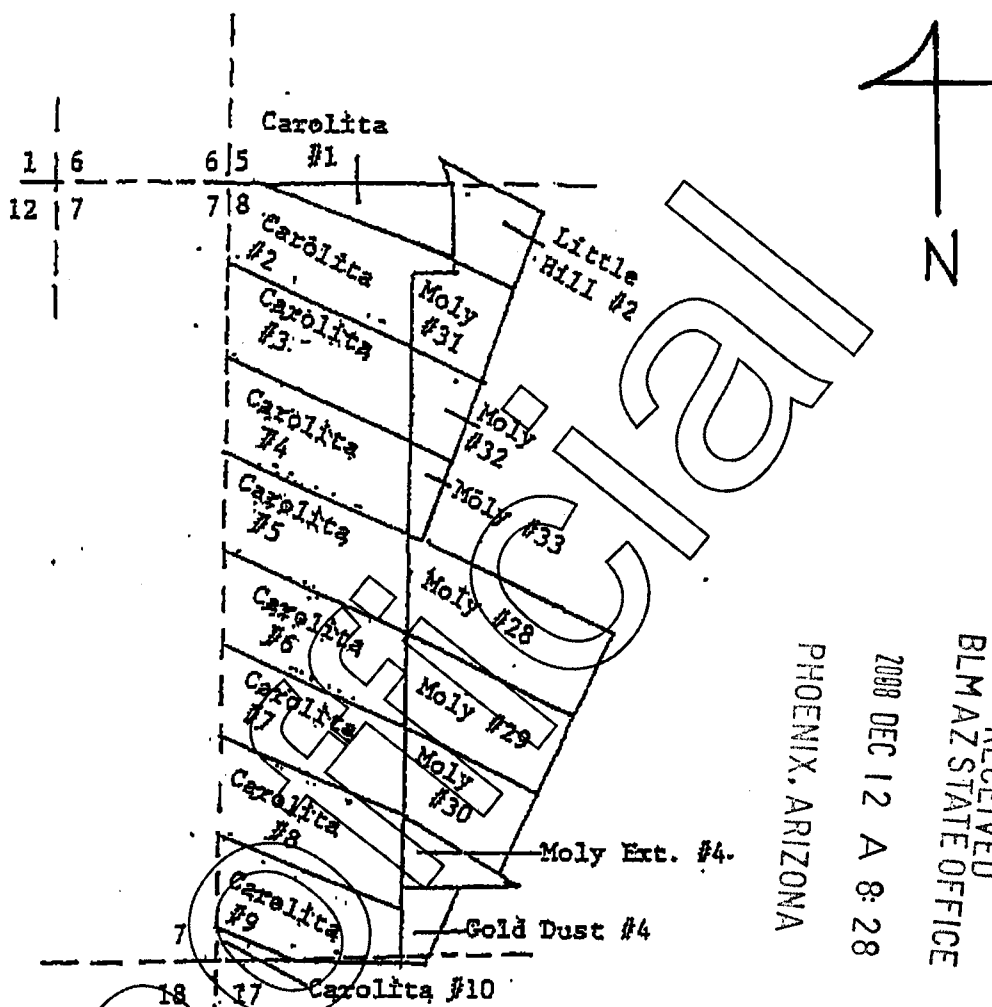 Carolita
#1
1 6
6 5
12 7
7 8
Carolita
#2
Little
Hill #2
N
Moly
#31
Carolita
#3
Moly
#32
Carolita
#4
Moly #33
Carolita
#5
Moly #28
Carolita
#6
Moly #29
Carolita
#7
Moly
#30
Carolita
#8
Moly Ext. #4
Carolita
#9
Gold Dust #4
7
18 17
Carolita #10
cial
RECEIVED
BLM AZ STATE OFFICE
2008 DEC 12 A 8:28
PHOENIX, ARIZONA